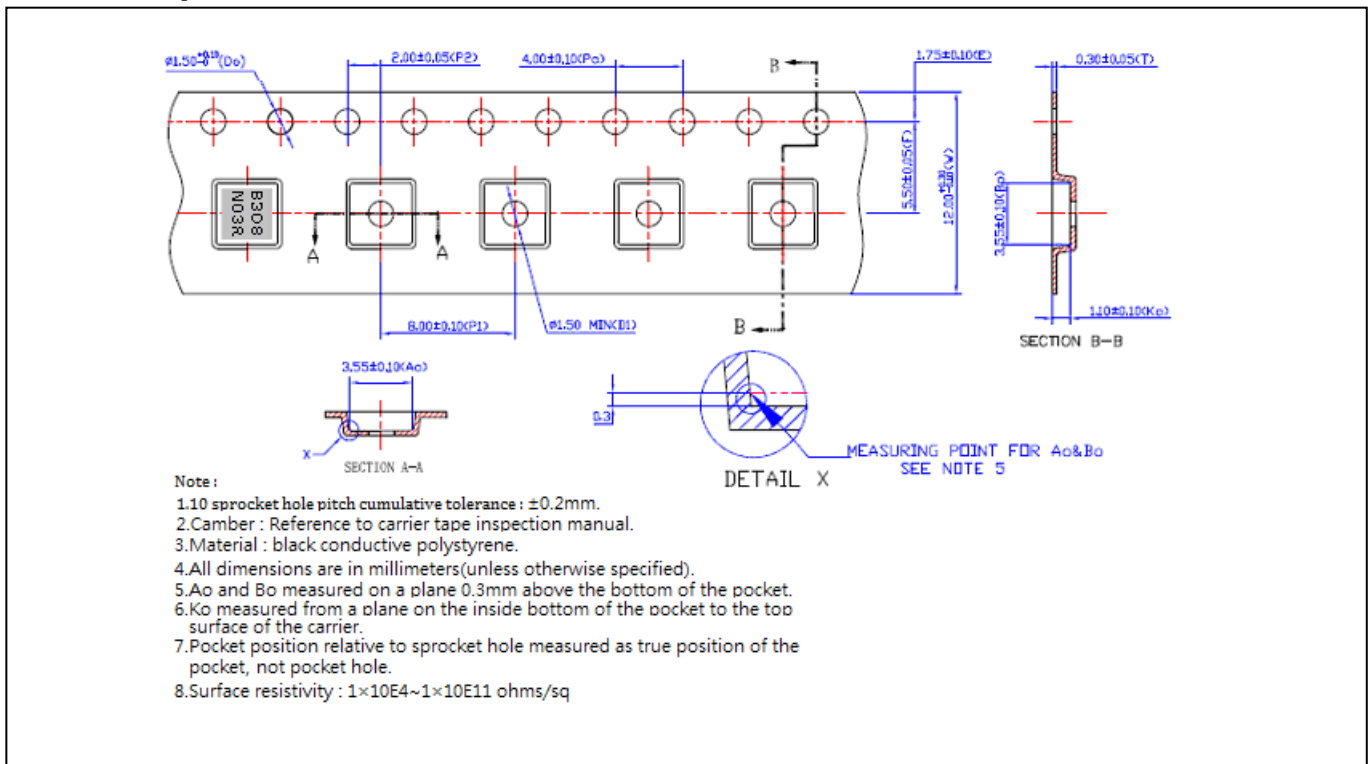 ø1.50+0.10-0(Do)
2.00±0.05(P2)
4.00±0.10(Po)
B
1.75±0.10(E)
0.30±0.05(T)
5.50±0.05(F)
12.00+0.30-0.10(W)
3.55±0.10(Bo)
B308
N03R
A
A
8.00±0.10(P1)
ø1.50 MIN(D1)
B
1.10±0.10(Ko)
SECTION B-B
3.55±0.10(Ao)
0.3
X
SECTION A-A
MEASURING POINT FOR Ao&Bo
SEE NOTE 5
DETAIL X
Note :
1.10 sprocket hole pitch cumulative tolerance : ±0.2mm.
2.Camber : Reference to carrier tape inspection manual.
3.Material : black conductive polystyrene.
4.All dimensions are in millimeters(unless otherwise specified).
5.Ao and Bo measured on a plane 0.3mm above the bottom of the pocket.
6.Ko measured from a plane on the inside bottom of the pocket to the top
surface of the carrier.
7.Pocket position relative to sprocket hole measured as true position of the
pocket, not pocket hole.
8.Surface resistivity : 1×10E4~1×10E11 ohms/sq